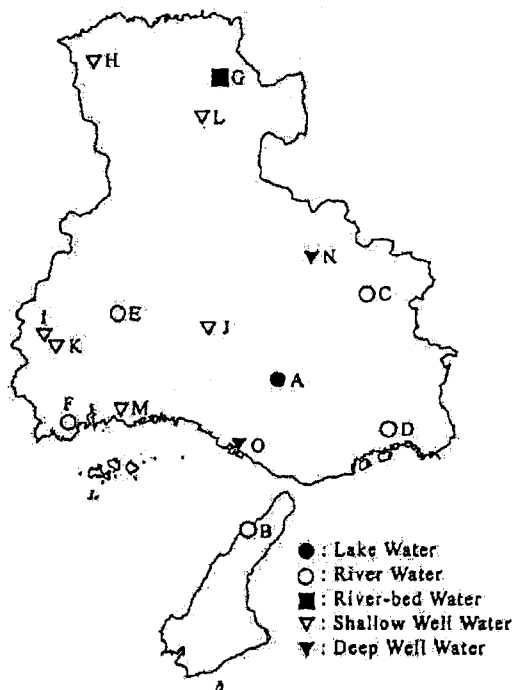 H
G
L
N
C
I
E
J
K
A
F
M
D
O
B
● : Lake Water
○ : River Water
■ : River-bed Water
▽ : Shallow Well Water
▼ : Deep Well Water